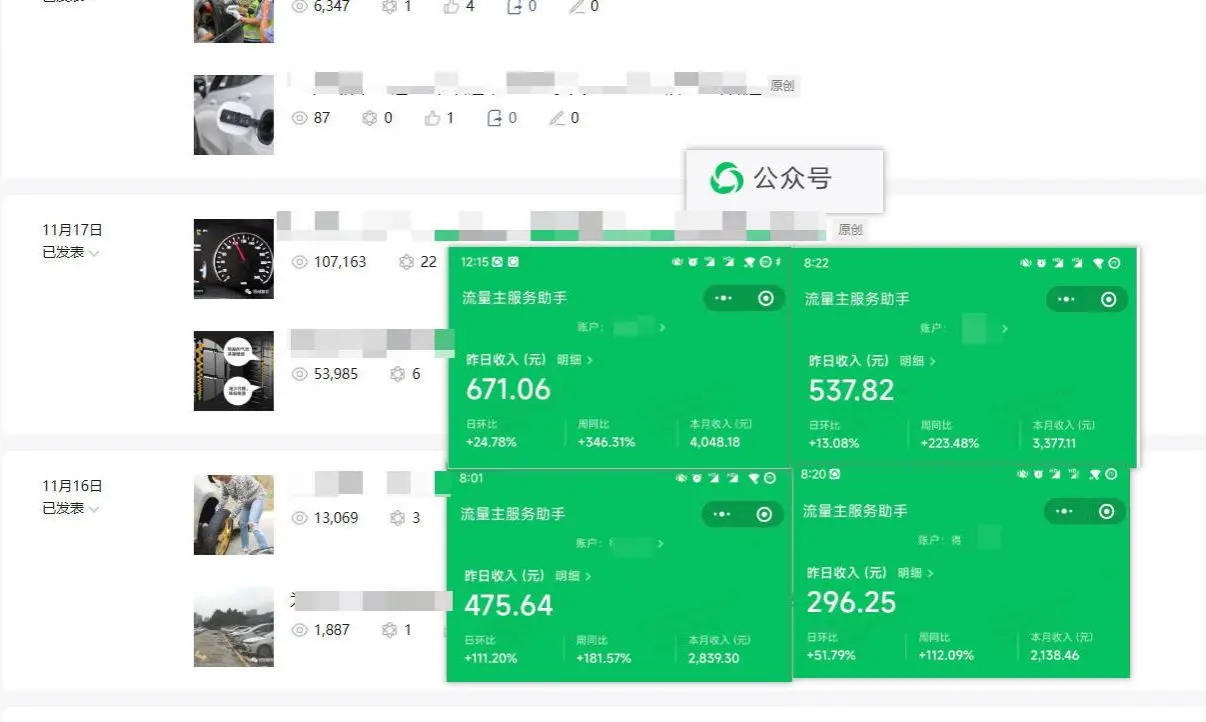 已发表
6,347 1 4 0 0
原创
87 0 1 0 0
公众号
11月17日
已发表
原创
107,163 22
53,985 6
11月16日
已发表
13,069 3
1,887 1
12:15
流量主服务助手
账户：
昨日收入 (元) 明细 >
671.06
日环比 周同比 本月收入 (元)
+24.78% +346.31% 4,048.18
8:22
流量主服务助手
账户：
昨日收入 (元) 明细 >
537.82
日环比 周同比 本月收入 (元)
+13.08% +223.48% 3,377.11
8:01
流量主服务助手
账户：
昨日收入 (元) 明细 >
475.64
日环比 周同比 本月收入 (元)
+111.20% +181.57% 2,839.30
8:20
流量主服务助手
账户：得
昨日收入 (元) 明细 >
296.25
日环比 周同比 本月收入 (元)
+51.79% +112.09% 2,138.46